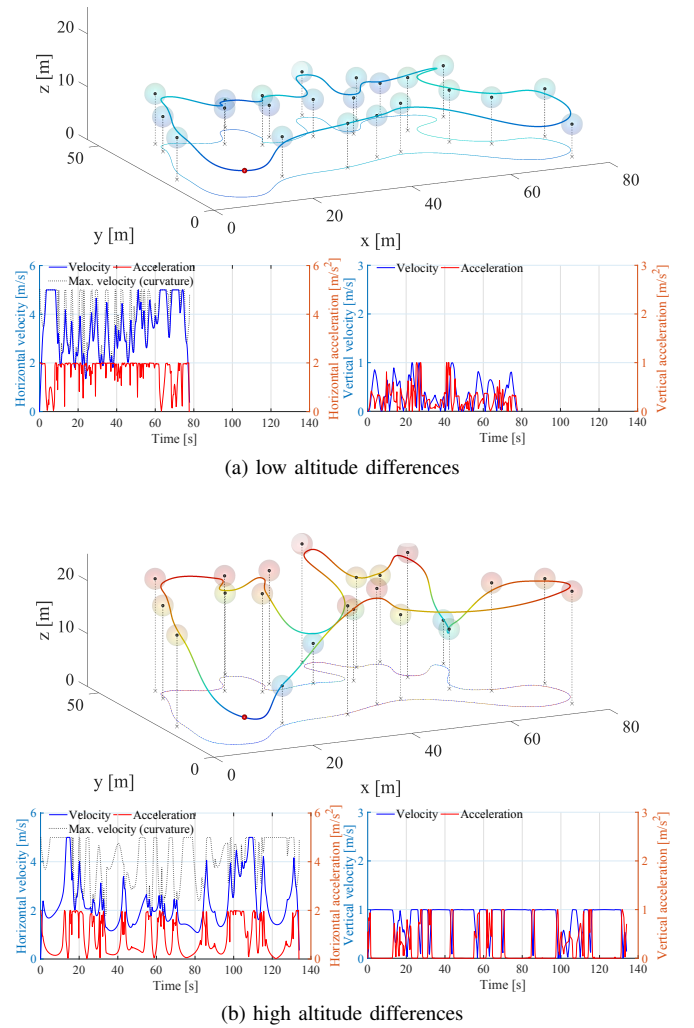 20
z [m]
10
0
50
y [m]
0
0
20
40
60
80
x [m]
Velocity Acceleration
Max. velocity (curvature)
Horizontal velocity [m/s]
6
4
2
0
Horizontal acceleration [m/s²]
6
4
2
0
0 20 40 60 80 100 120 140
Time [s]
Velocity Acceleration
Vertical velocity [m/s]
3
2
1
0
Vertical acceleration [m/s²]
3
2
1
0
0 20 40 60 80 100 120 140
Time [s]
(a) low altitude differences
20
z [m]
10
0
50
y [m]
0
0
20
40
60
80
x [m]
Velocity Acceleration
Max. velocity (curvature)
Horizontal velocity [m/s]
6
4
2
0
Horizontal acceleration [m/s²]
6
4
2
0
0 20 40 60 80 100 120 140
Time [s]
Velocity Acceleration
Vertical velocity [m/s]
3
2
1
0
Vertical acceleration [m/s²]
3
2
1
0
0 20 40 60 80 100 120 140
Time [s]
(b) high altitude differences